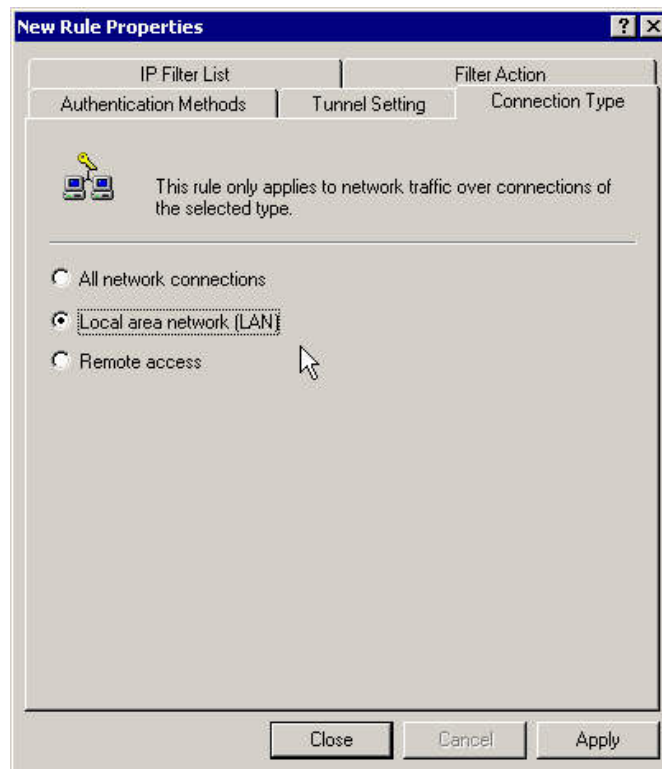 New Rule Properties
IP Filter List
Filter Action
Authentication Methods
Tunnel Setting
Connection Type
This rule only applies to network traffic over connections of
the selected type.
All network connections
Local area network (LAN)
Remote access
Close
Cancel
Apply